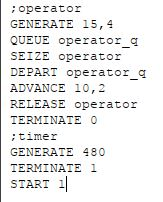 ;operator
GENERATE 15,4
QUEUE operator_q
SEIZE operator
DEPART operator_q
ADVANCE 10,2
RELEASE operator
TERMINATE 0
;timer
GENERATE 480
TERMINATE 1
START 1